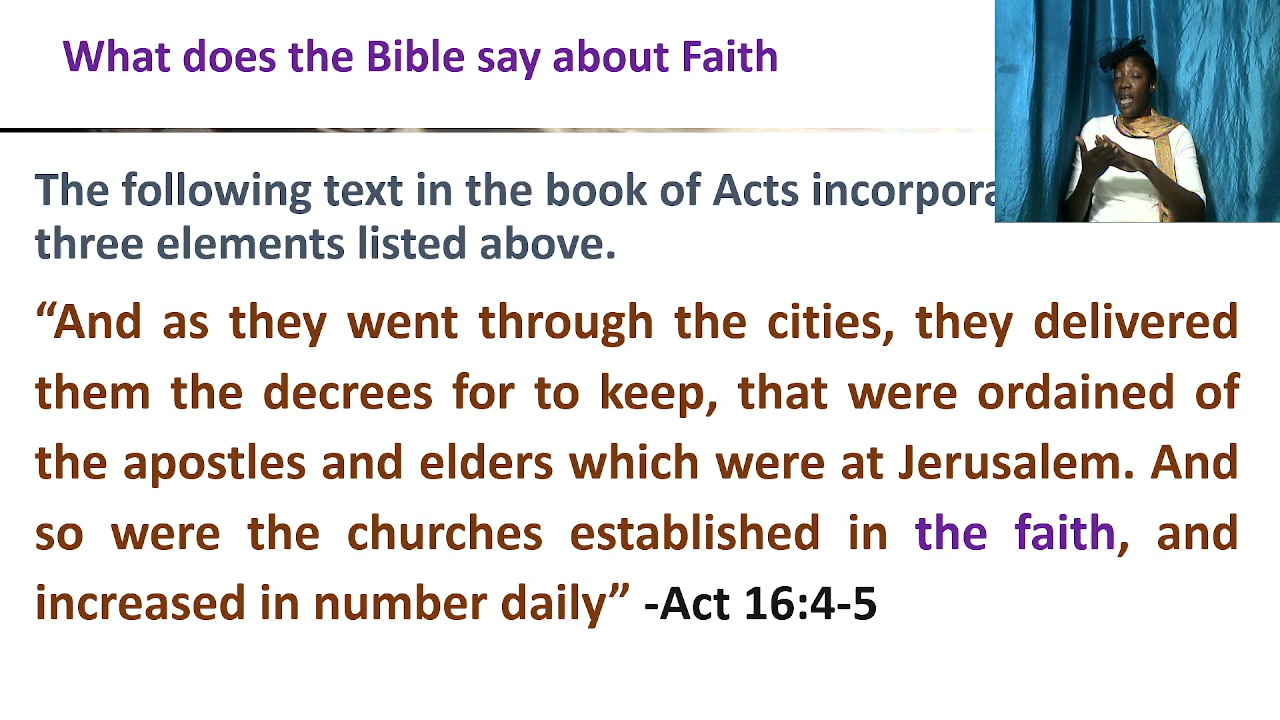 What does the Bible say about Faith
The following text in the book of Acts
three elements listed above.
“And as they went through the cities, they delivered
them the decrees for to keep, that were ordained of
the apostles and elders which were at Jerusalem. And
so were the churches established in the faith, and
increased in number daily” -Act 16:4-5